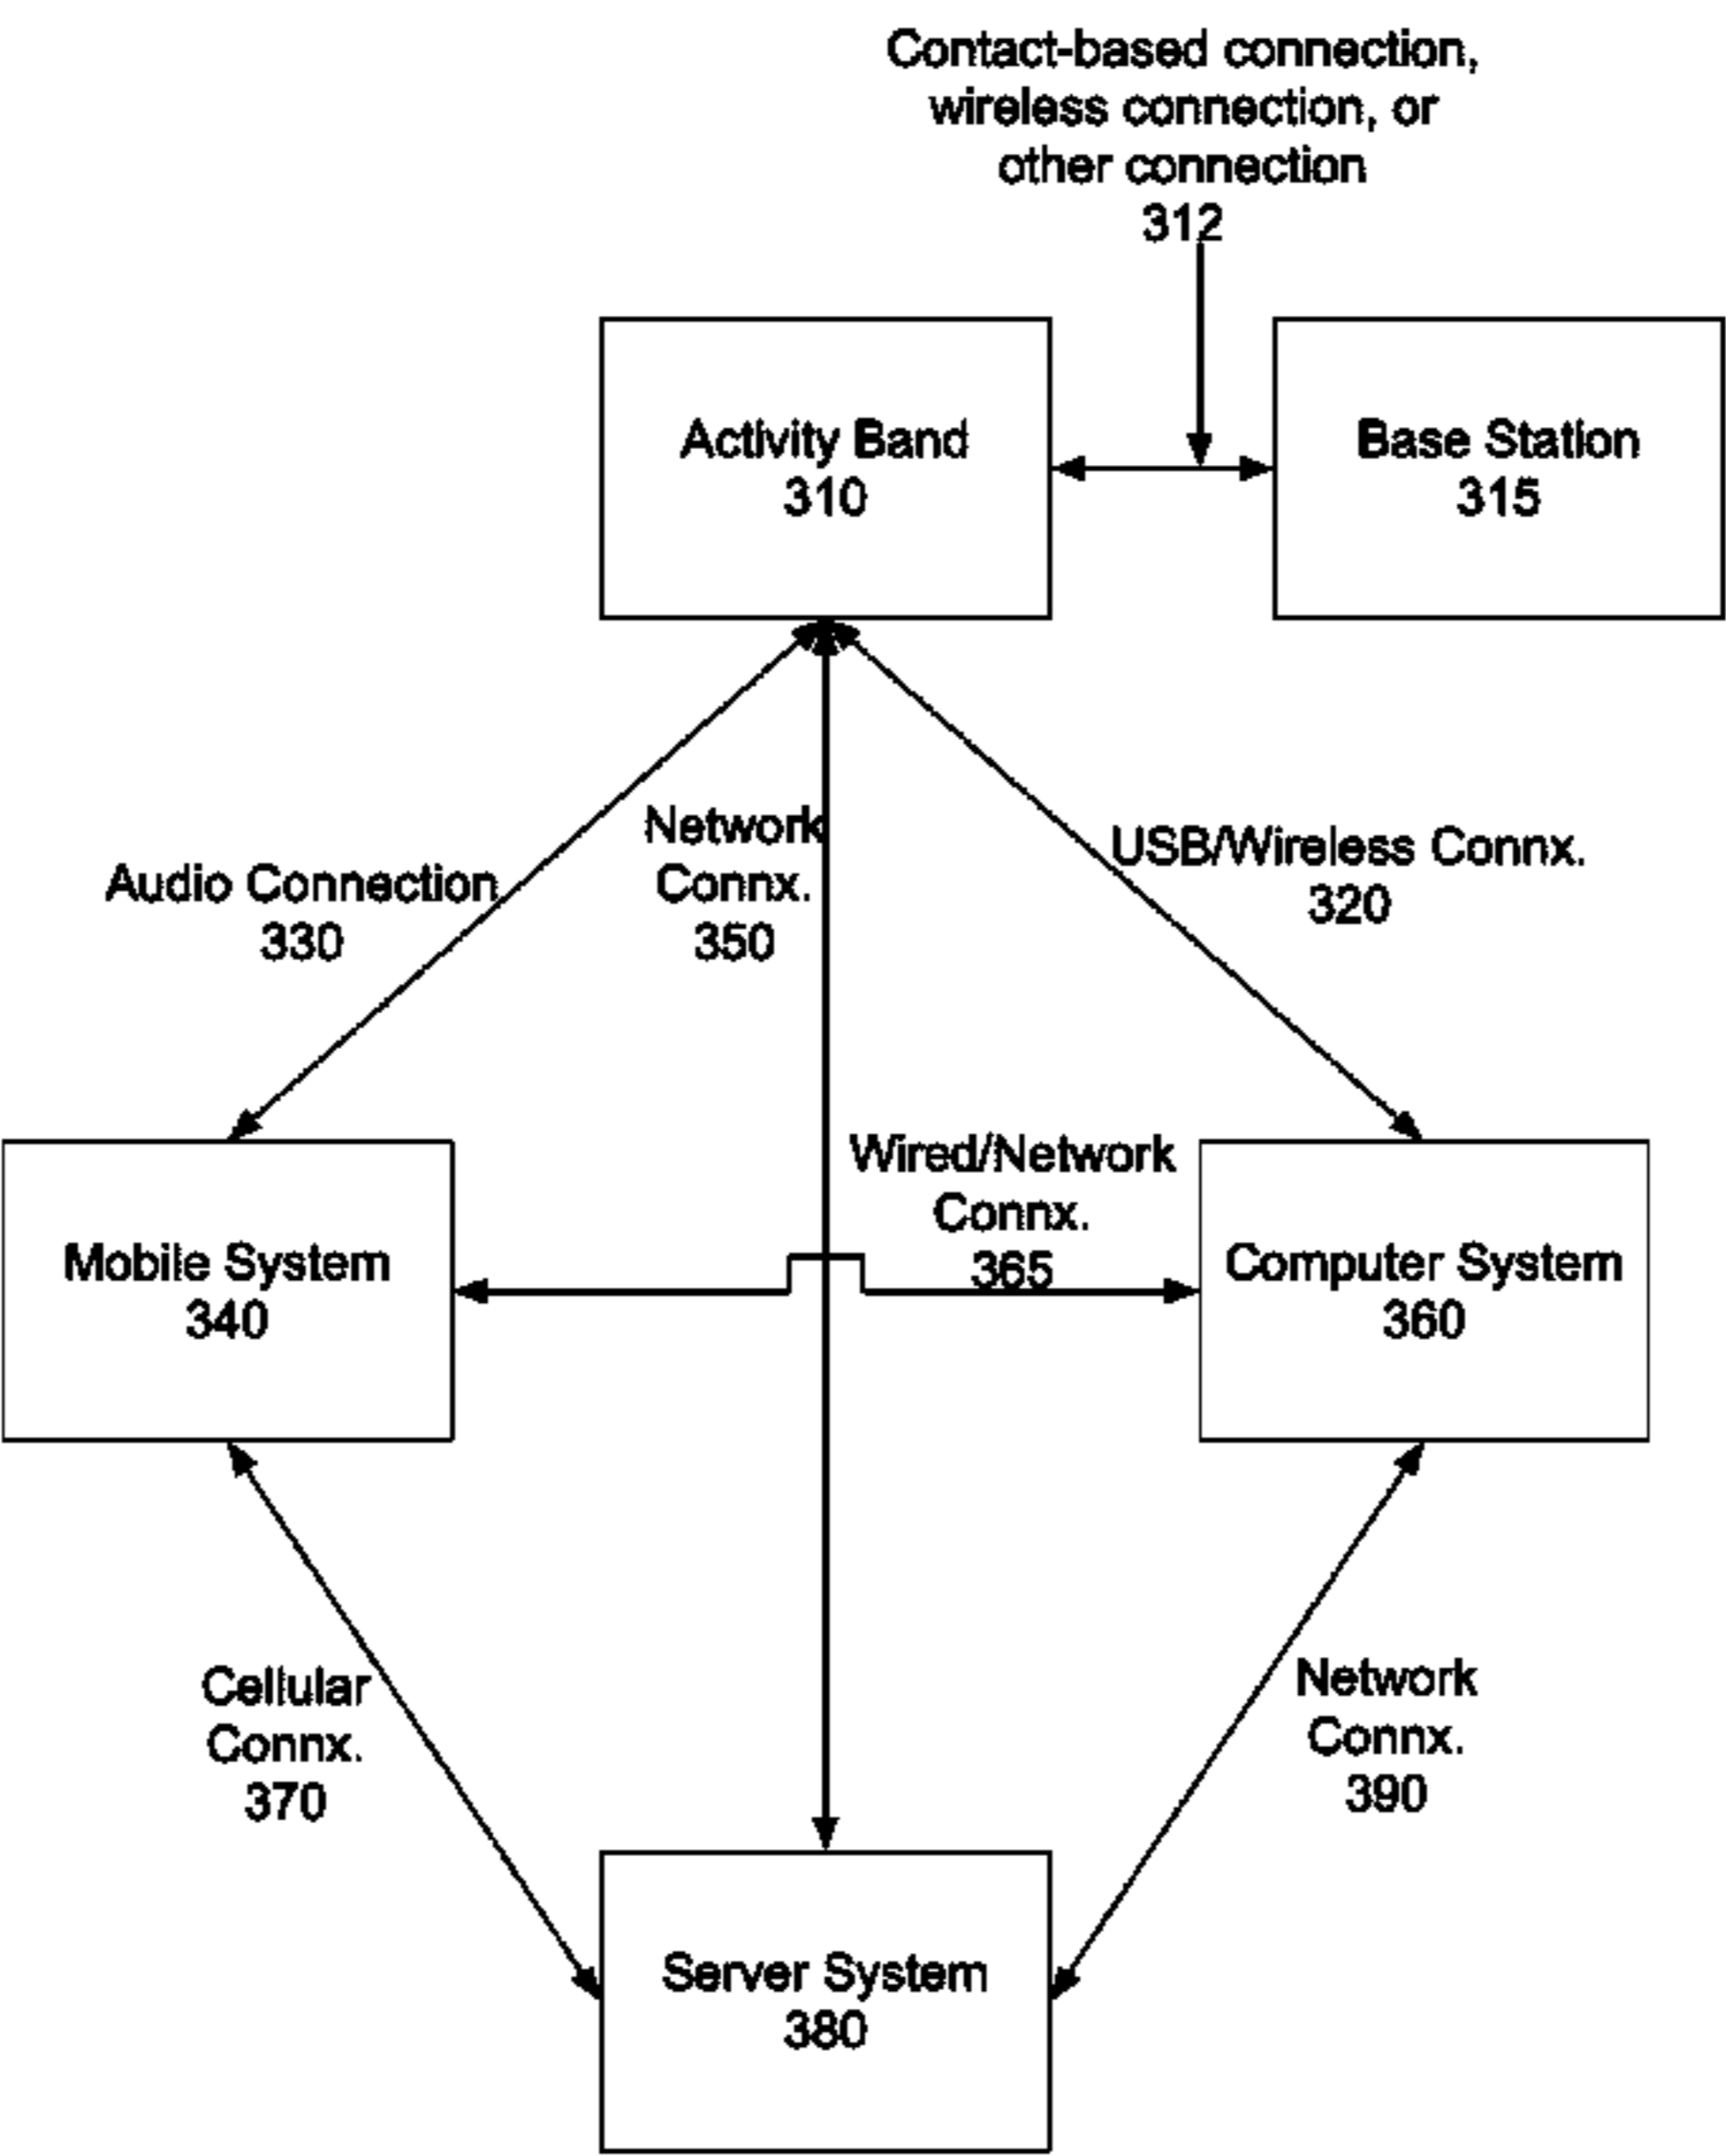 Contact-based connection,
wireless connection, or
other connection
312
Activity Band
310
Base Station
315
Network
Connx.
350
Audio Connection
330
USB/Wireless Connx.
320
Wired/Network
Connx.
365
Mobile System
340
Computer System
360
Cellular
Connx.
370
Network
Connx.
390
Server System
380